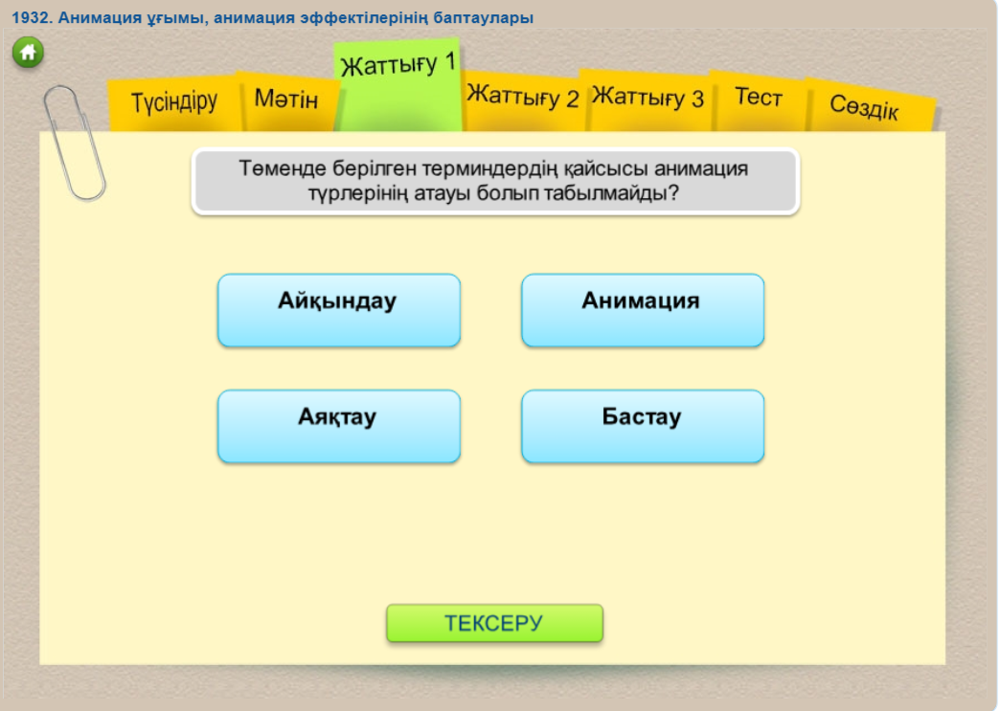 1932. Анимация ұғымы, анимация эффектілерінің баптаулары
Түсіндіру
Мәтін
Жаттығу 1
Жаттығу 2
Жаттығу 3
Тест
Сөздік
Төменде берілген терминдердің қайсысы анимация
түрлерінің атауы болып табылмайды?
Айқындау
Анимация
Аяқтау
Бастау
ТЕКСЕРУ